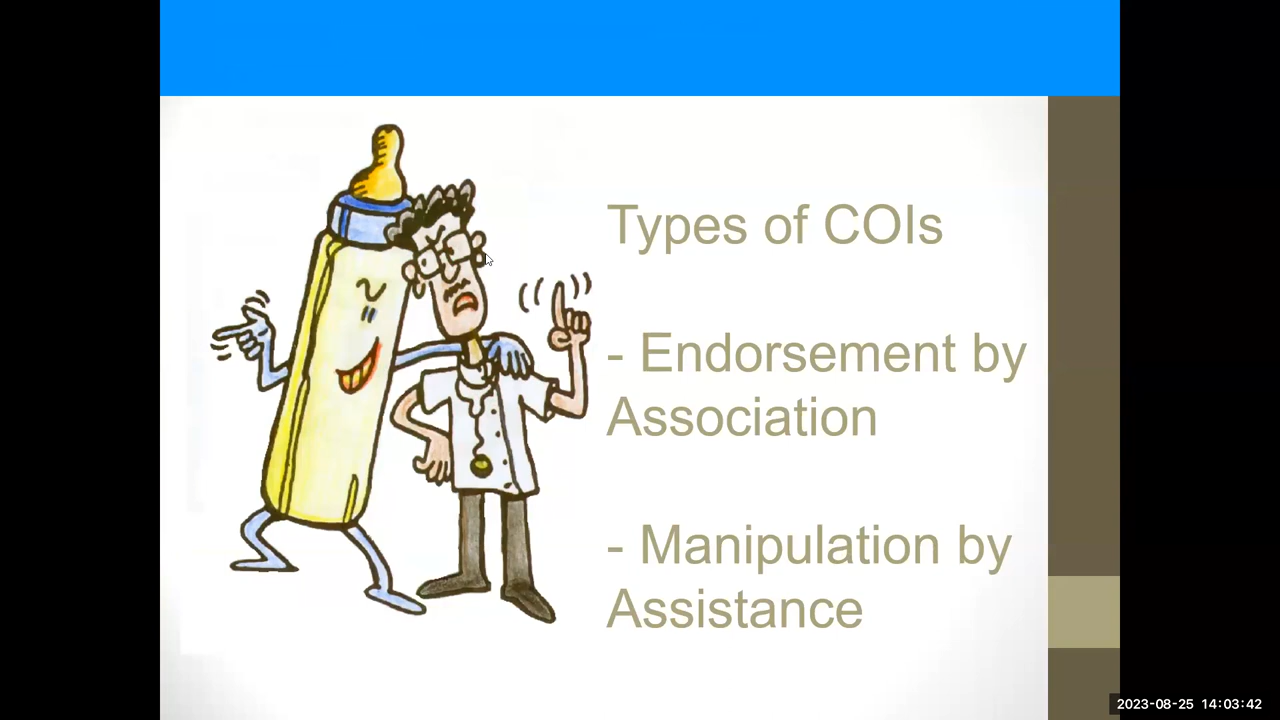 Types of COIs
- Endorsement by
Association
- Manipulation by
Assistance
2023-08-25 14:03:42